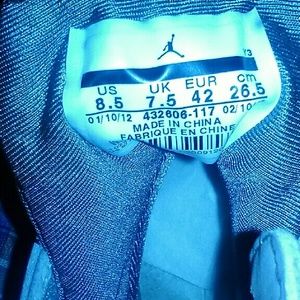 Y3
US UK EUR cm
8.5 7.5 42 26.5
01/10/12 432606-117 02/10
MADE IN CHINA
FABRIQUE EN CHINE